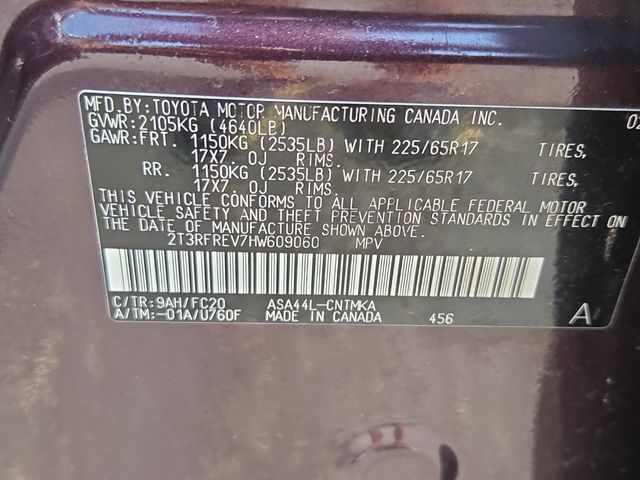 MFD.BY:TOYOTA MOTOR MANUFACTURING CANADA INC. 02
GVWR:2105KG (4640LB)
GAWR:FRT. 1150KG (2535LB) WITH 225/65R17 TIRES,
17X7. 0J RIMS.
RR. 1150KG (2535LB) WITH 225/65R17 TIRES,
17X7. 0J RIMS.
THIS VEHICLE CONFORMS TO ALL APPLICABLE FEDERAL MOTOR
VEHICLE SAFETY AND THEFT PREVENTION STANDARDS IN EFFECT ON
THE DATE OF MANUFACTURE SHOWN ABOVE.
2T3RFREV7HW609060 MPV
C/TR:9AH/FC20 ASA44L-CNTMKA
A/TM:-01A/U760F MADE IN CANADA 456 A